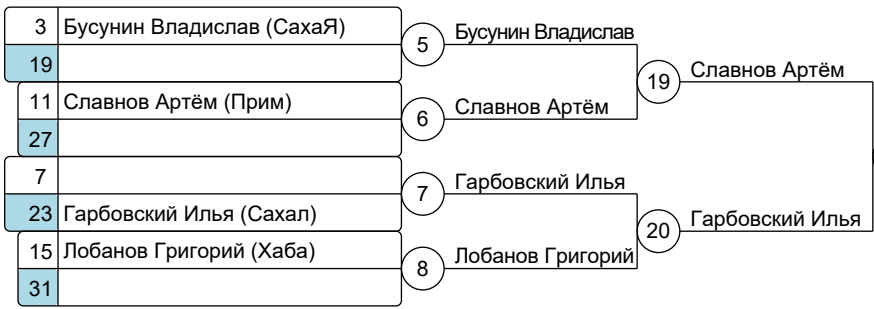 3 Бусунин Владислав (СахаЯ)
19
5 Бусунин Владислав
11 Славнов Артём (Прим)
27
6 Славнов Артём
19 Славнов Артём
7
23 Гарбовский Илья (Сахал)
7 Гарбовский Илья
15 Лобанов Григорий (Хаба)
31
8 Лобанов Григорий
20 Гарбовский Илья